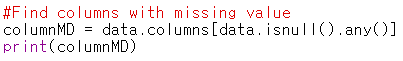 #Find columns with missing value
columnMD = data.columns[data.isnull().any()]
print(columnMD)